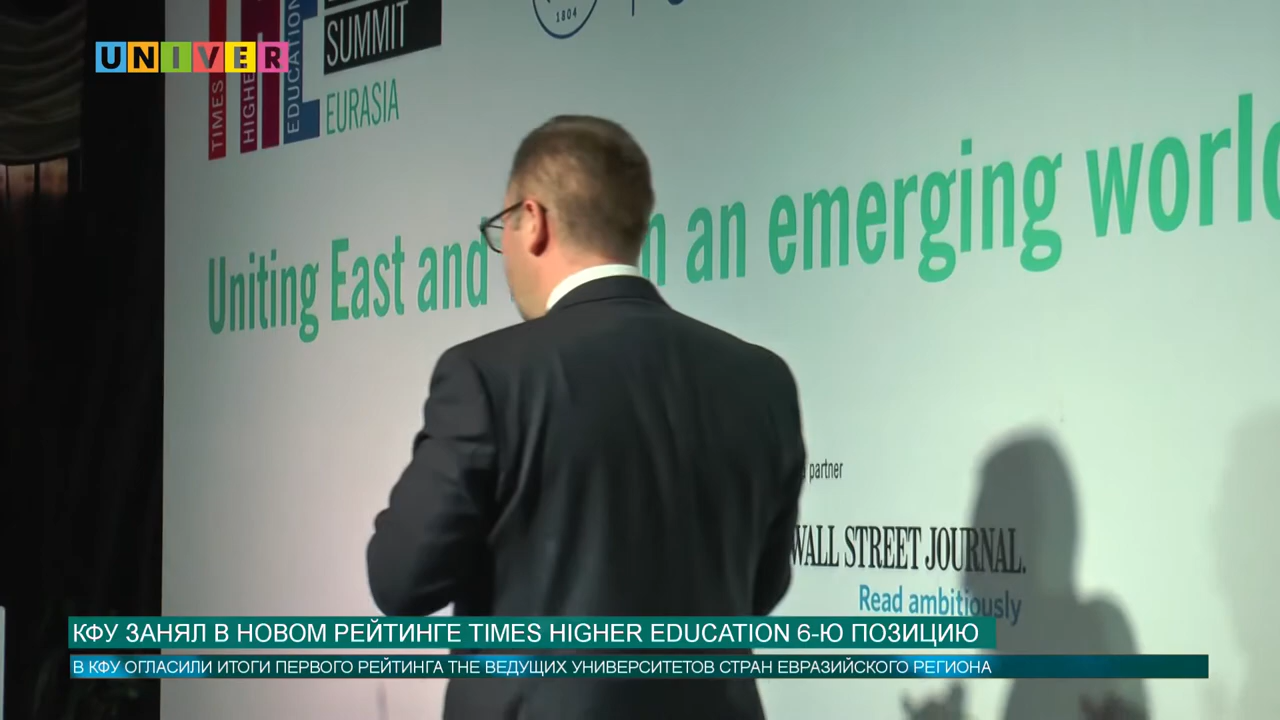 UNIVER
TIMES
HIGHER
EDUCATION
SUMMIT
EURASIA
1804
Uniting East and
an emerging world
partner
WALL STREET JOURNAL.
Read ambitiously
КФУ ЗАНЯЛ В НОВОМ РЕЙТИНГЕ TIMES HIGHER EDUCATION 6-Ю ПОЗИЦИЮ
В КФУ ОГЛАСИЛИ ИТОГИ ПЕРВОГО РЕЙТИНГА THE ВЕДУЩИХ УНИВЕРСИТЕТОВ СТРАН ЕВРАЗИЙСКОГО РЕГИОНА